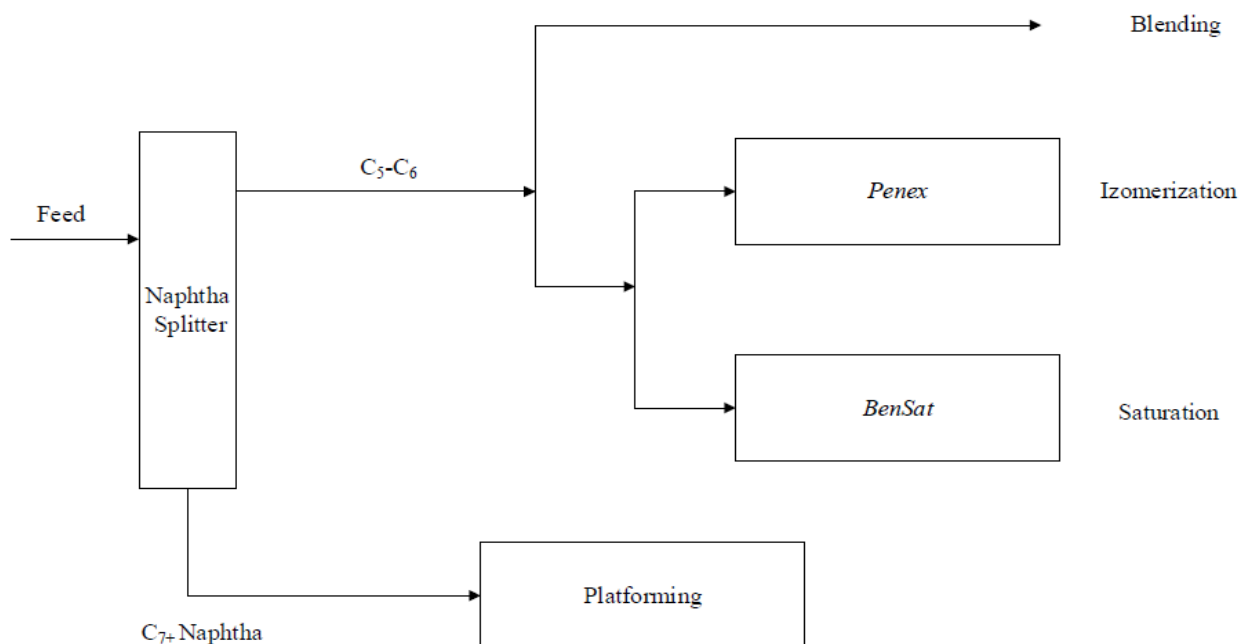 Blending
C5-C6
Penex
Izomerization
Feed
Naphtha
Splitter
BenSat
Saturation
Platforming
C7+ Naphtha